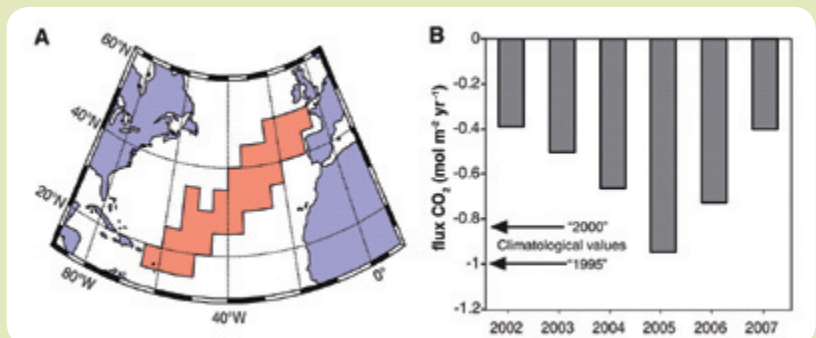 A
60°N
40°N
20°N
80°W
40°W
0°
B
flux CO₂ (mol m⁻² yr⁻¹)
0
-0.2
-0.4
-0.6
-0.8
-1
-1.2
"2000"
Climatological values
"1995"
2002 2003 2004 2005 2006 2007